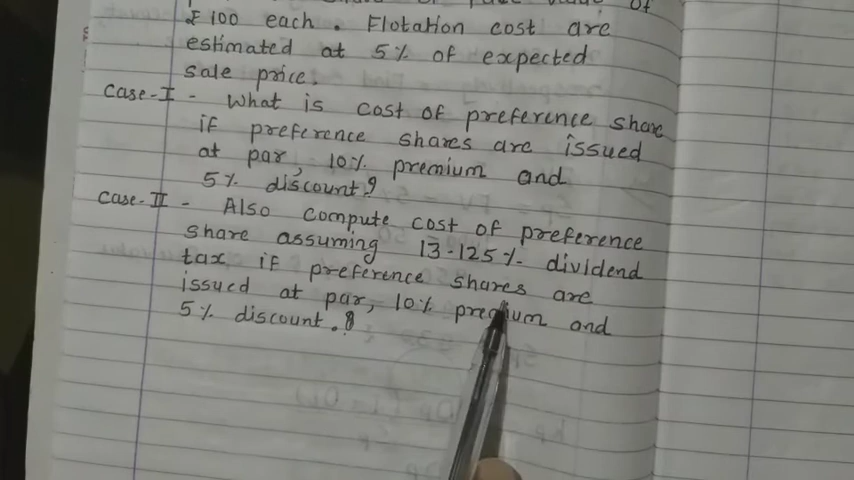 of
₹100 each. Flotation cost are
estimated at 5% of expected
sale price.
Case-I - What is cost of preference share
if preference shares are issued
at par, 10% premium and
5% discount?
Case-II - Also compute cost of preference
share assuming 13.125% dividend
tax if preference shares are
issued at par, 10% premium and
5% discount.?